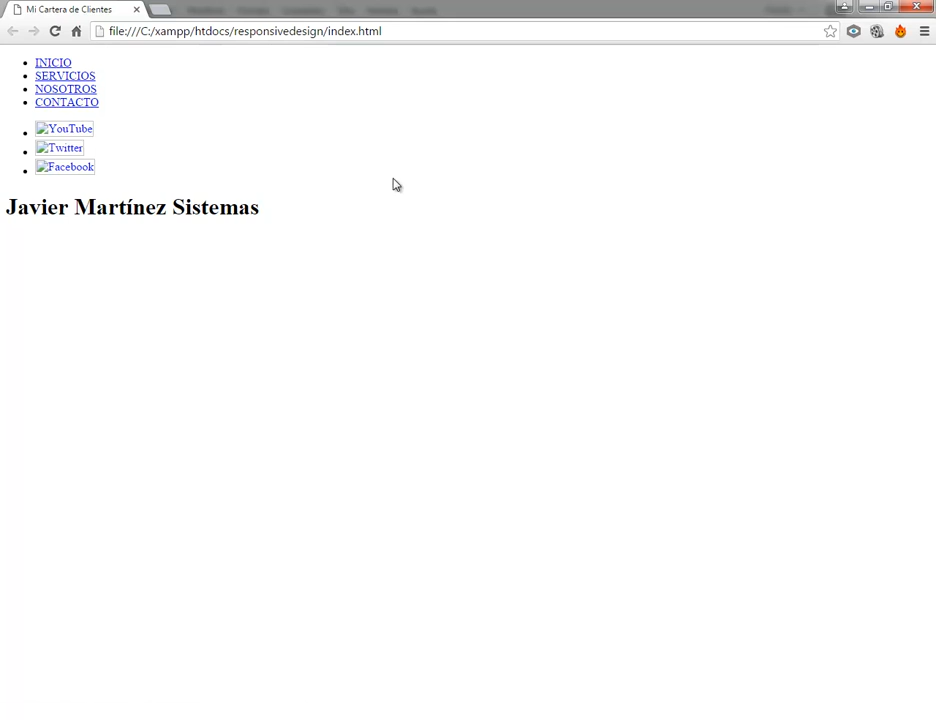 Mi Cartera de Clientes
file:///C:/xampp/htdocs/responsivedesign/index.html
INICIO
SERVICIOS
NOSOTROS
CONTACTO
YouTube
Twitter
Facebook
Javier Martínez Sistemas